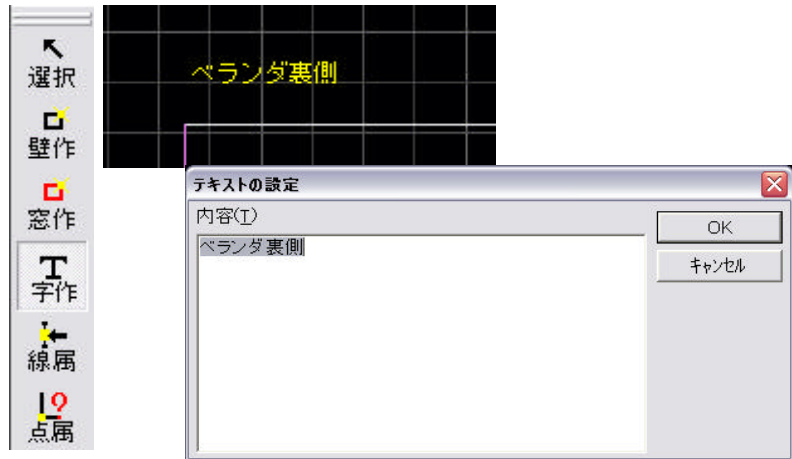 選択
壁作
窓作
T
字作
線属
点属
ベランダ裏側
テキストの設定
内容(T)
ベランダ裏側
OK
キャンセル